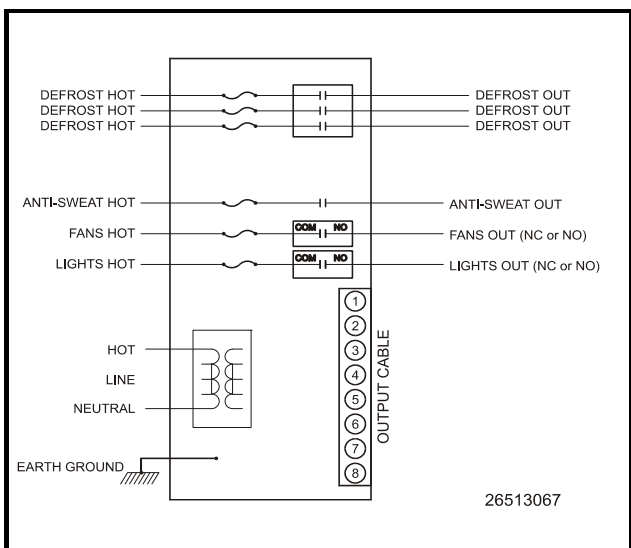 DEFROST HOT DEFROST OUT
DEFROST HOT DEFROST OUT
DEFROST HOT DEFROST OUT
ANTI-SWEAT HOT ANTI-SWEAT OUT
FANS HOT COM NO FANS OUT (NC or NO)
LIGHTS HOT COM NO LIGHTS OUT (NC or NO)
1
2
3
4
5
6
7
8
OUTPUT CABLE
HOT
LINE
NEUTRAL
EARTH GROUND
26513067